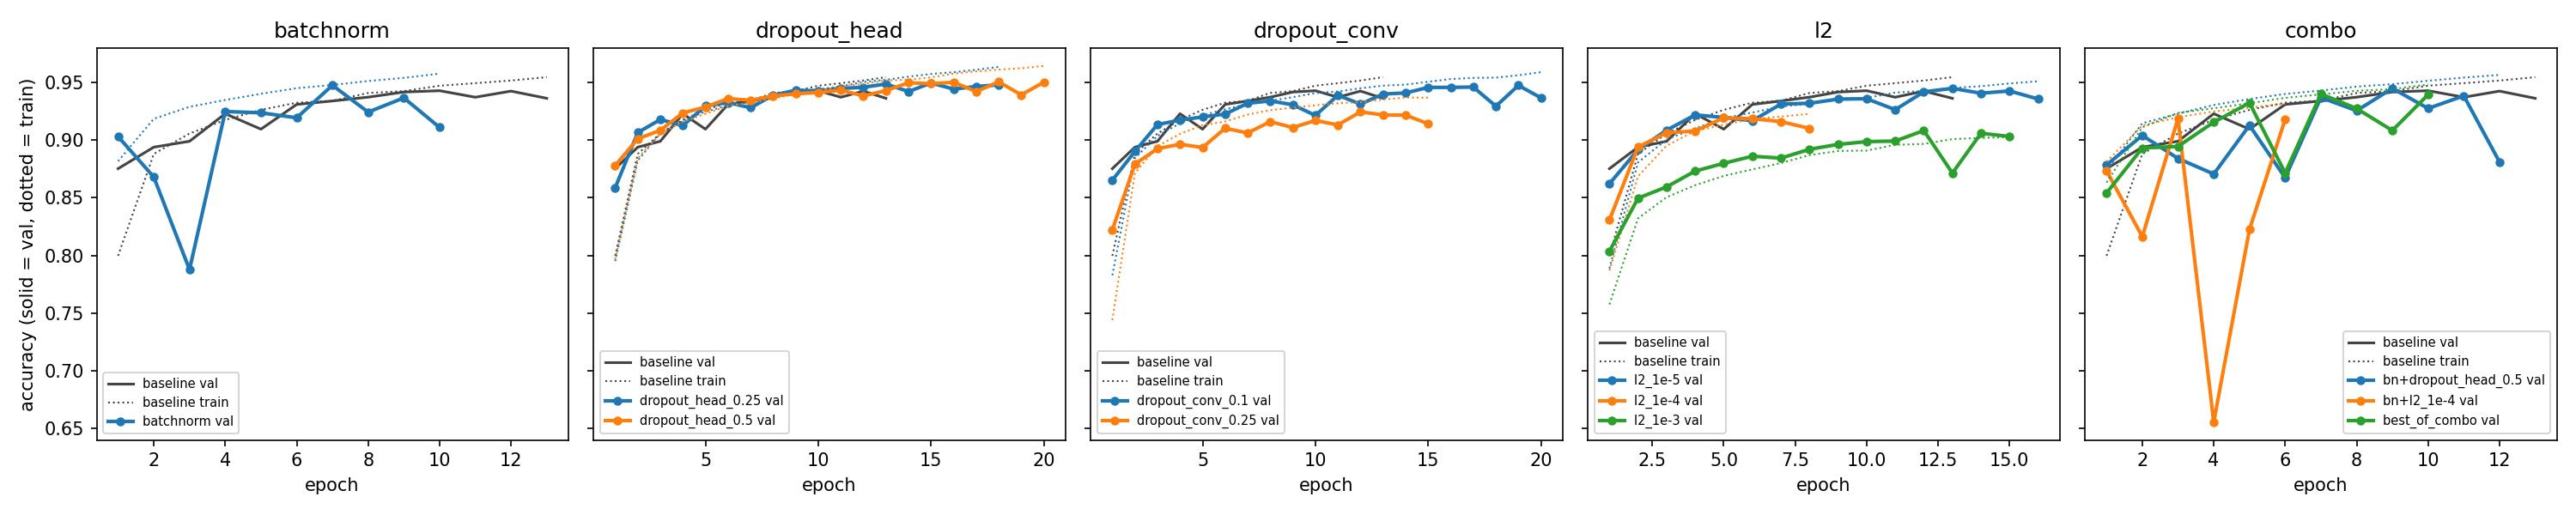 batchnorm
dropout_head
dropout_conv
l2
combo
accuracy (solid = val, dotted = train)
0.95
0.90
0.85
0.80
0.75
0.70
0.65
baseline val
baseline train
batchnorm val
2 4 6 8 10 12
epoch
baseline val
baseline train
dropout_head_0.25 val
dropout_head_0.5 val
5 10 15 20
epoch
baseline val
baseline train
dropout_conv_0.1 val
dropout_conv_0.25 val
5 10 15 20
epoch
baseline val
baseline train
l2_1e-5 val
l2_1e-4 val
l2_1e-3 val
2.5 5.0 7.5 10.0 12.5 15.0
epoch
baseline val
baseline train
bn+dropout_head_0.5 val
bn+l2_1e-4 val
best_of_combo val
2 4 6 8 10 12
epoch